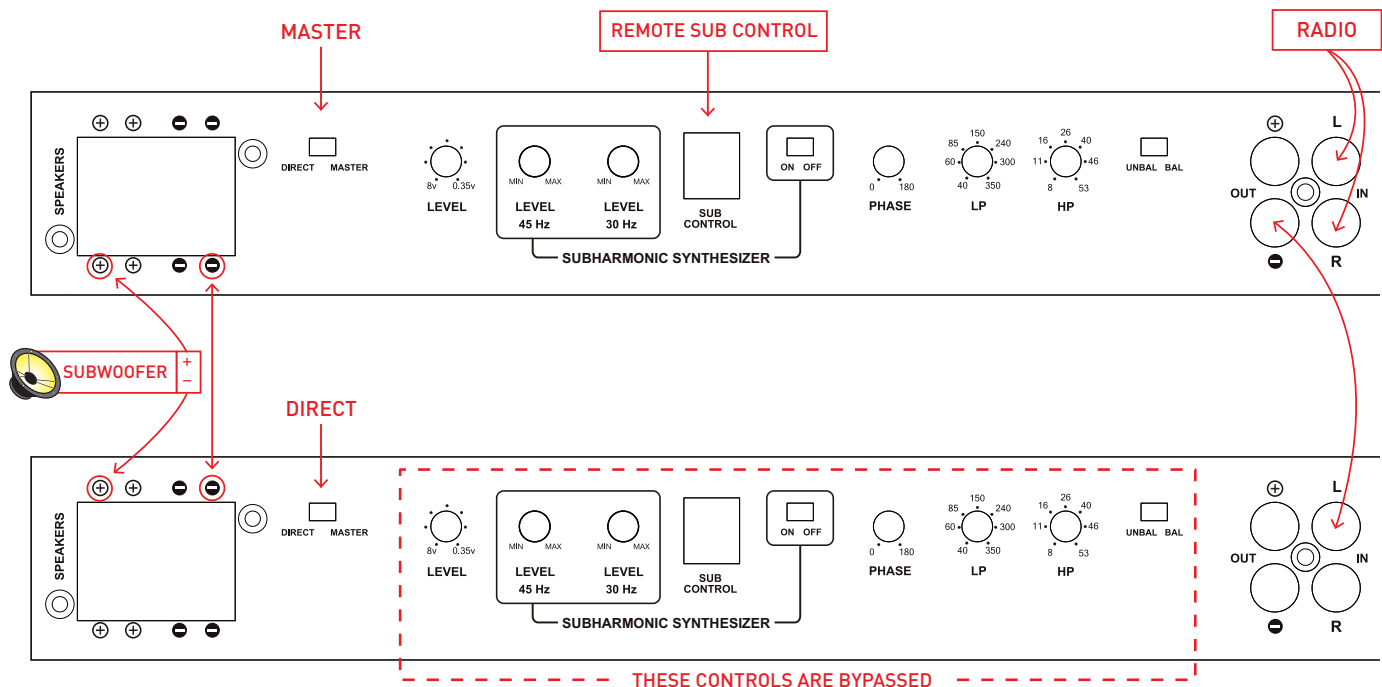 MASTER
REMOTE SUB CONTROL
RADIO
SPEAKERS
DIRECT MASTER
8v 0.35v
LEVEL
MIN MAX
LEVEL
45 Hz
MIN MAX
LEVEL
30 Hz
SUB
CONTROL
ON OFF
SUBHARMONIC SYNTHESIZER
0 180
PHASE
40 60 85 150 240 300 350
LP
8 11 16 26 40 46 53
HP
UNBAL BAL
+ L
OUT IN
− R
+ + − −
+ + − −
SUBWOOFER + −
DIRECT
SPEAKERS
+ + − −
DIRECT MASTER
8v 0.35v
LEVEL
MIN MAX
LEVEL
45 Hz
MIN MAX
LEVEL
30 Hz
SUB
CONTROL
ON OFF
SUBHARMONIC SYNTHESIZER
0 180
PHASE
40 60 85 150 240 300 350
LP
8 11 16 26 40 46 53
HP
UNBAL BAL
+ L
OUT IN
− R
+ + − −
THESE CONTROLS ARE BYPASSED